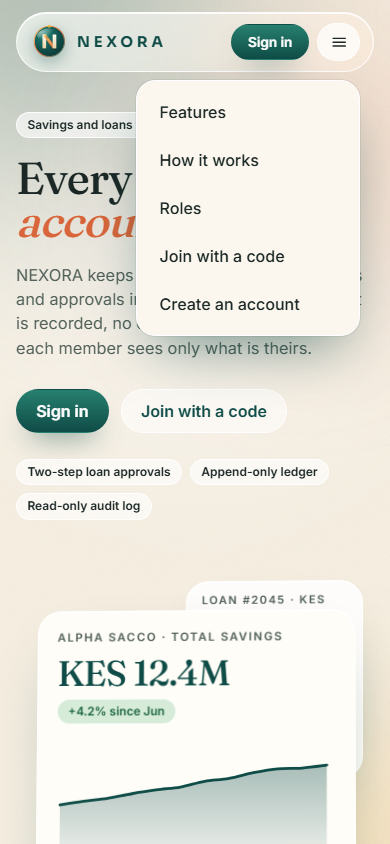 N NEXORA
Sign in
Features
How it works
Roles
Join with a code
Create an account
Savings and loans
Every
accou
NEXORA keeps
and approvals i
is recorded, no
each member sees only what is theirs.
Sign in
Join with a code
Two-step loan approvals
Append-only ledger
Read-only audit log
LOAN #2045 · KES
ALPHA SACCO · TOTAL SAVINGS
KES 12.4M
+4.2% since Jun